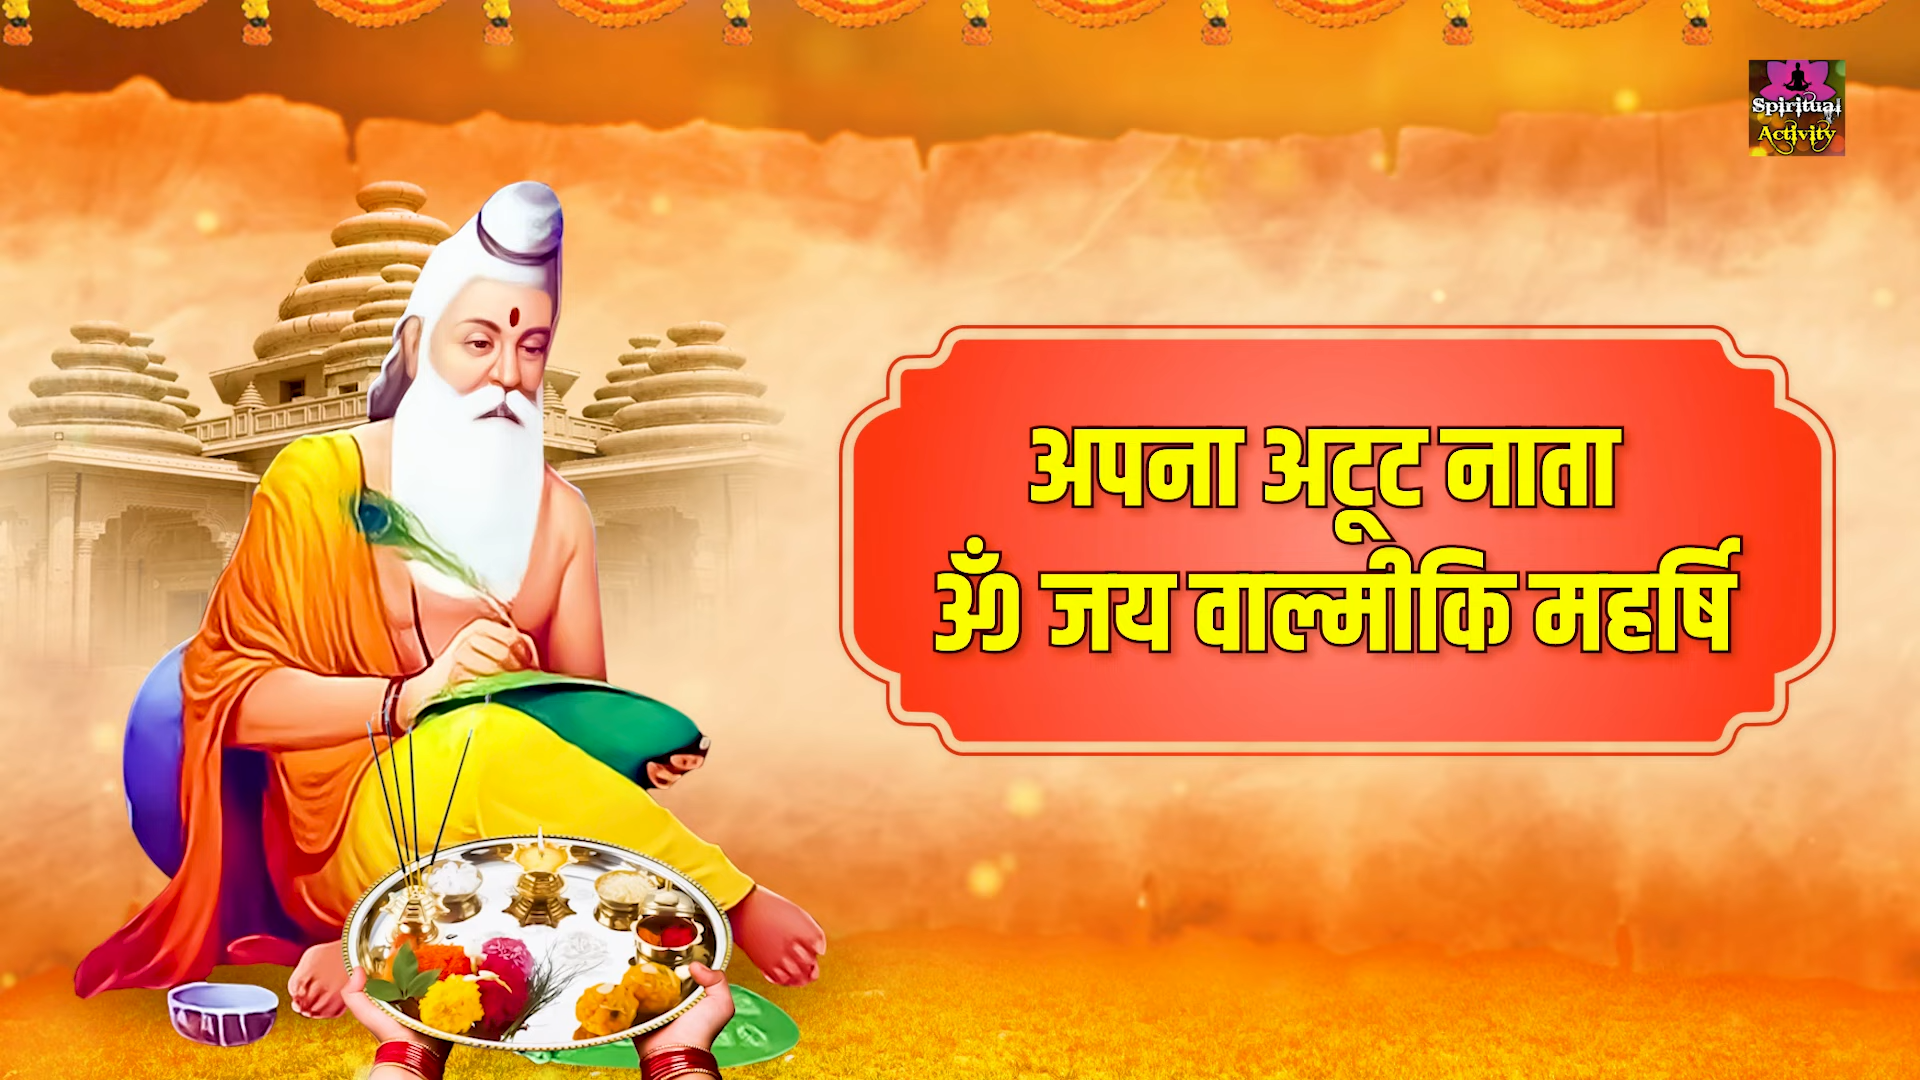 Spiritual
Activity
अपना अटूट नाता
ॐ जय वाल्मीकि महर्षि